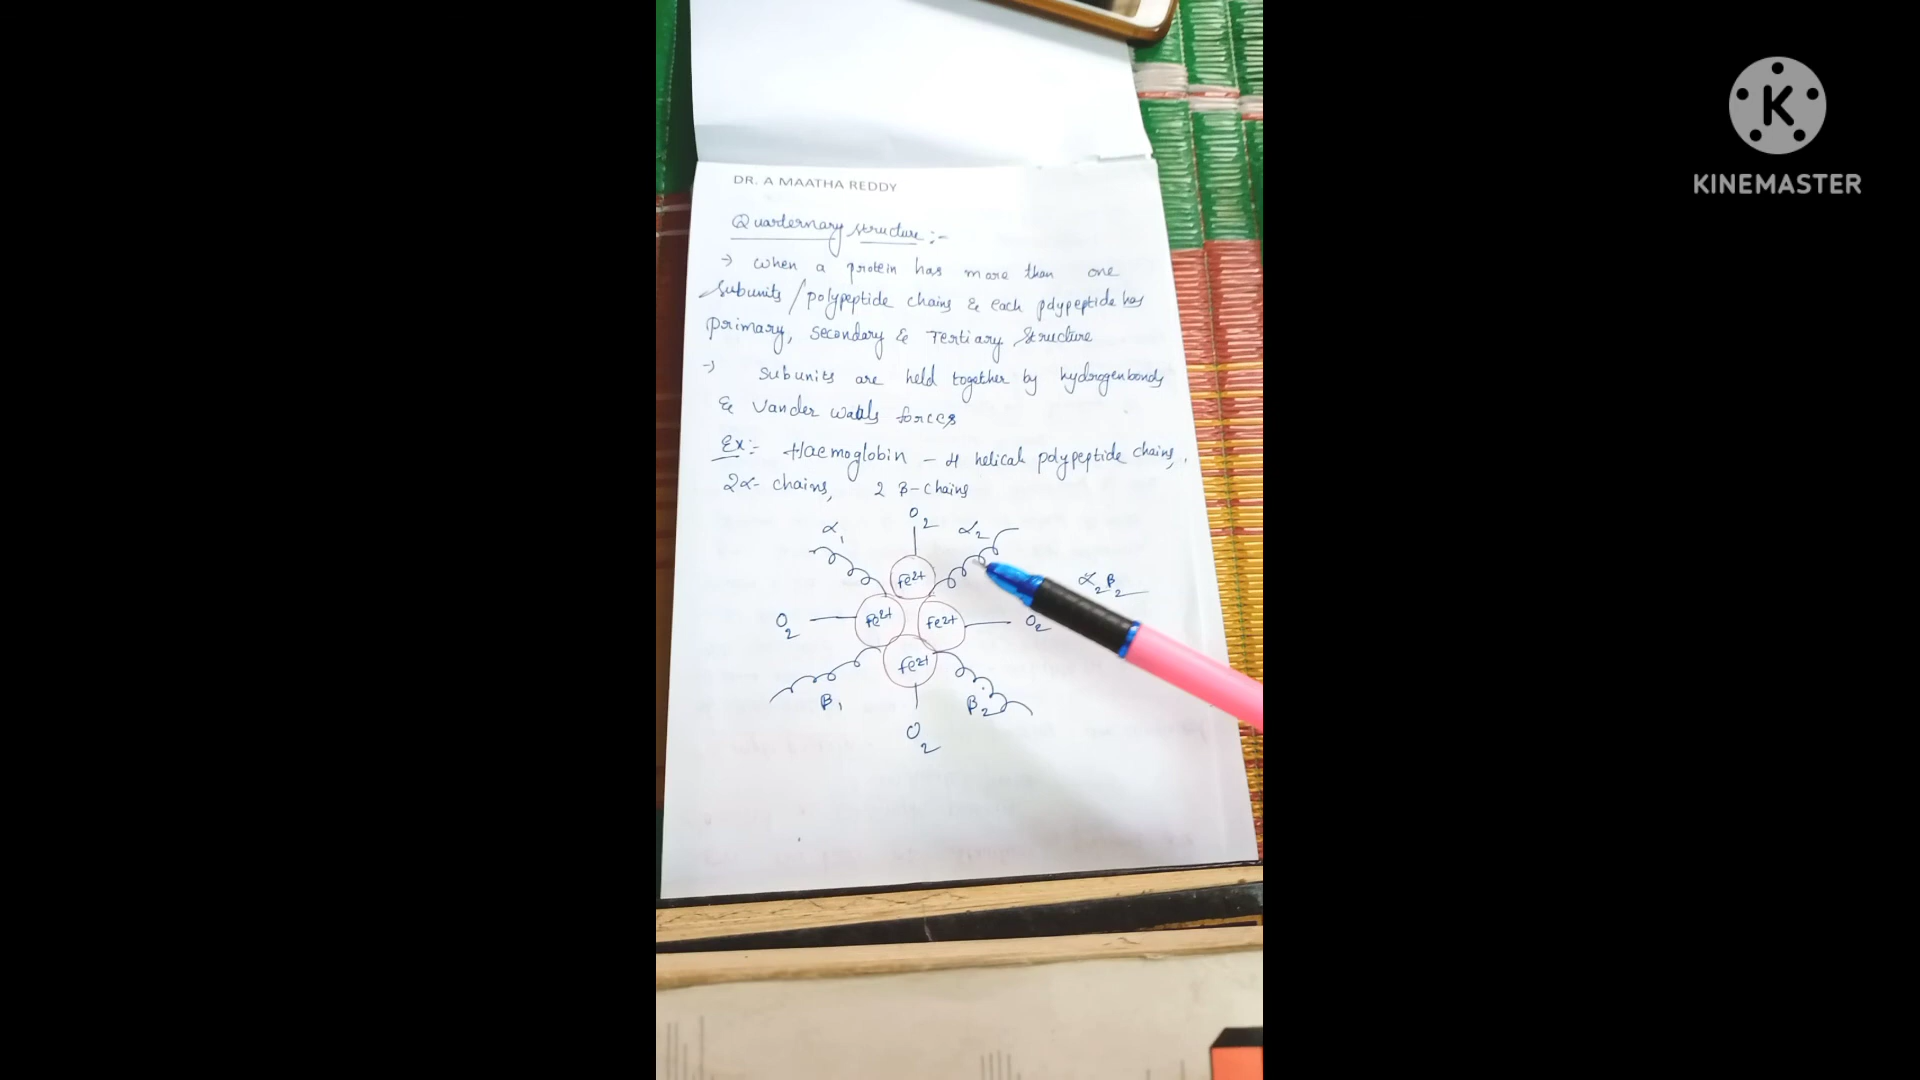 DR. A MAATHA REDDY
Quarternary structure :-
→ When a protein has more than one
subunits / polypeptide chains & each polypeptide has
primary, secondary & Tertiary structure
→ subunits are held together by hydrogen bonds
& Vander waals forces
Ex:- Haemoglobin - 4 helical polypeptide chains,
2α- chains, 2 β-chains
O2
α1 α2
Fe2+
α2β2
O2 Fe2+ Fe2+ O2
Fe2+
β1 β2
O2
K
KINEMASTER